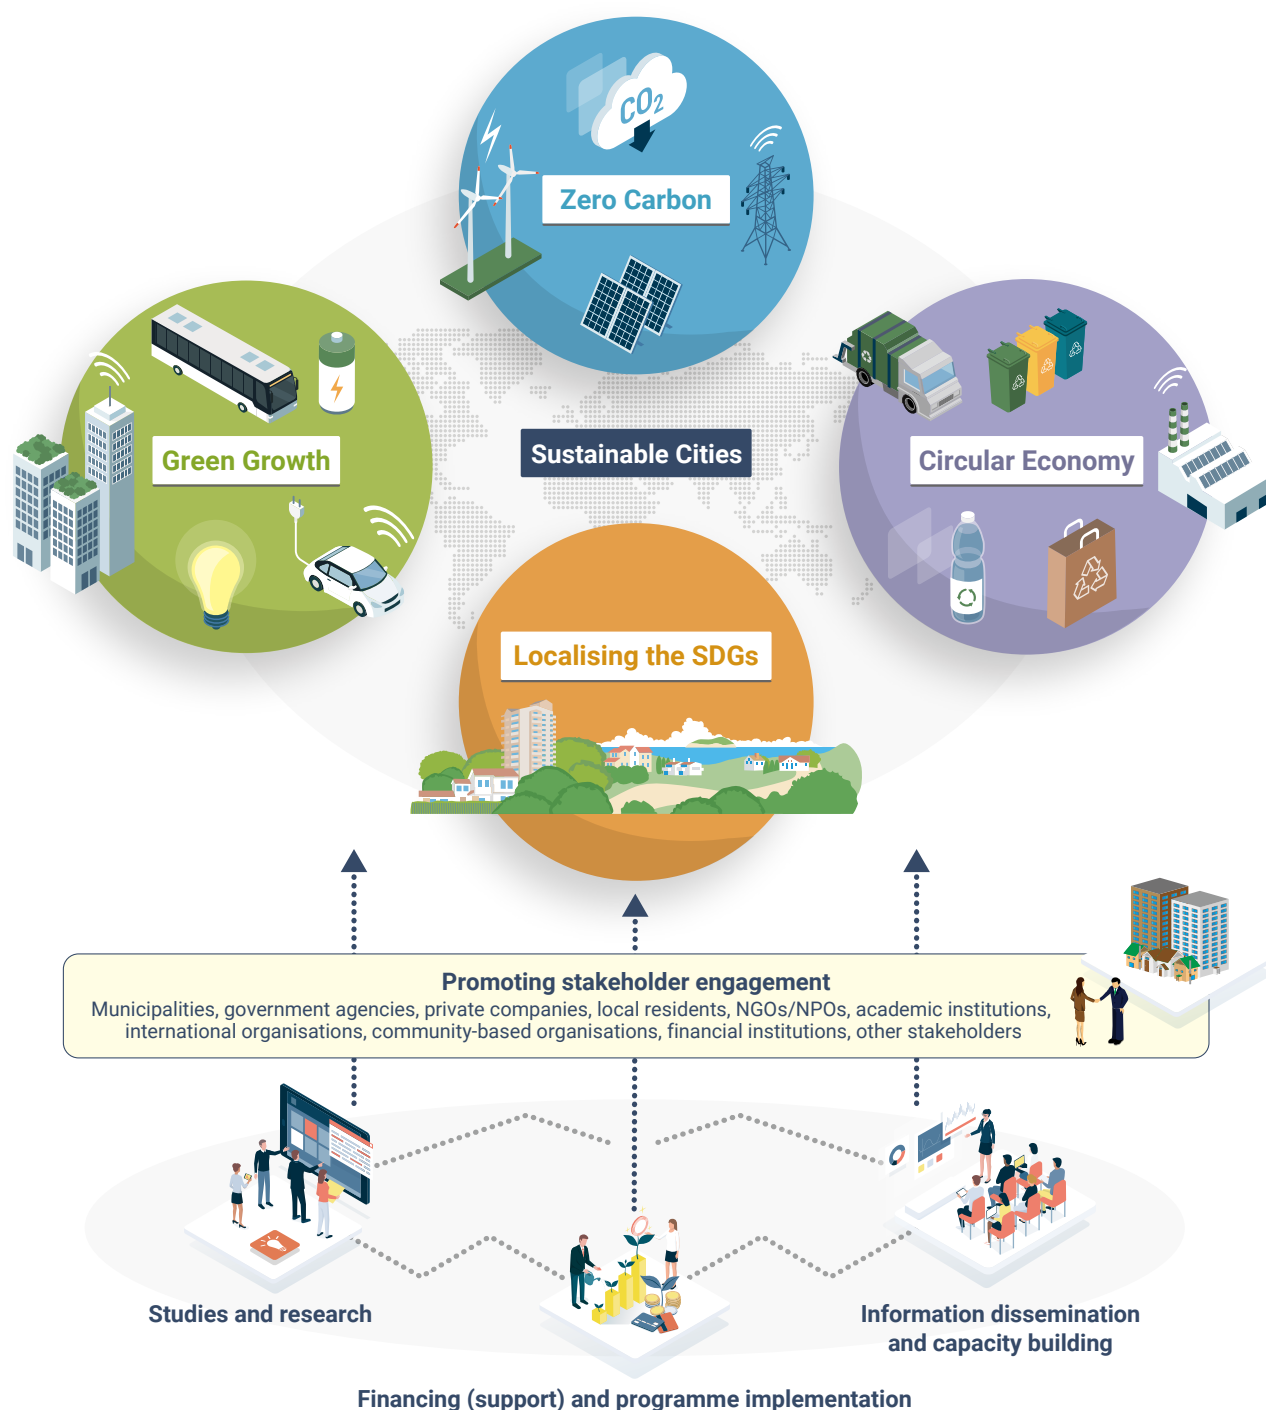 CO2
Zero Carbon
Green Growth
Sustainable Cities
Circular Economy
Localising the SDGs
Promoting stakeholder engagement
Municipalities, government agencies, private companies, local residents, NGOs/NPOs, academic institutions,
international organisations, community-based organisations, financial institutions, other stakeholders
Studies and research
Information dissemination
and capacity building
Financing (support) and programme implementation